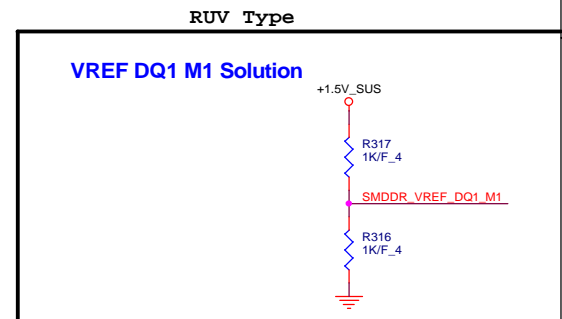 RUV Type
VREF DQ1 M1 Solution
+1.5V_SUS
R317
1K/F_4
SMDDR_VREF_DQ1_M1
R316
1K/F_4